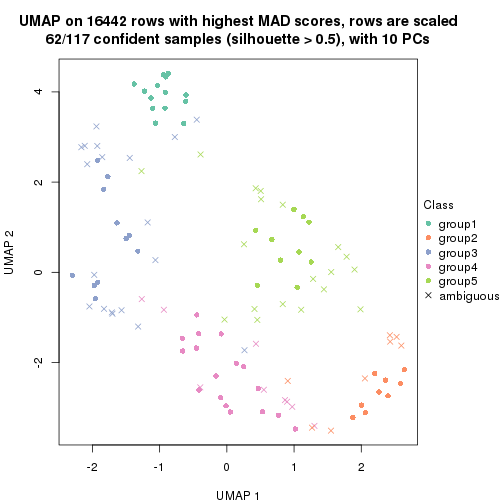 UMAP on 16442 rows with highest MAD scores, rows are scaled
62/117 confident samples (silhouette > 0.5), with 10 PCs
4
2
0
-2
UMAP 2
-2
-1
0
1
2
UMAP 1
Class
group1
group2
group3
group4
group5
ambiguous